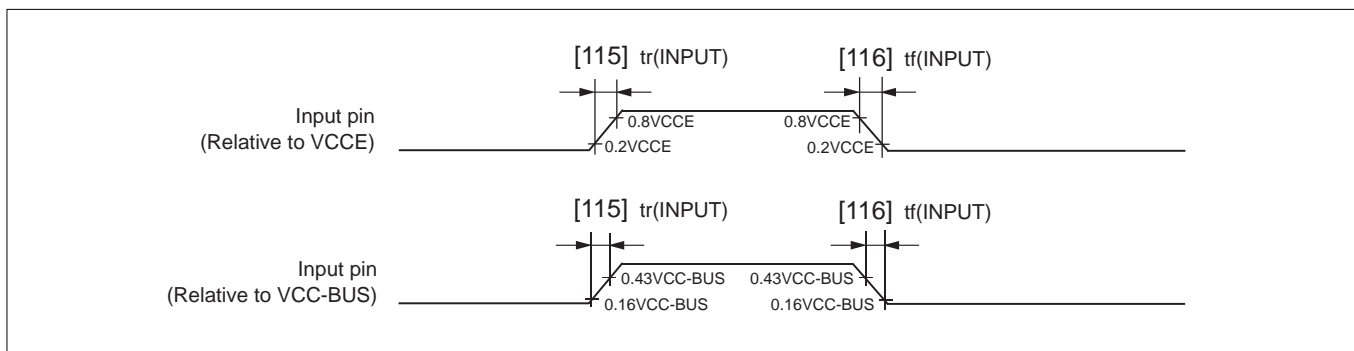 [115] tr(INPUT)
[116] tf(INPUT)
Input pin
(Relative to VCCE)
0.8VCCE
0.8VCCE
0.2VCCE
0.2VCCE
[115] tr(INPUT)
[116] tf(INPUT)
Input pin
(Relative to VCC-BUS)
0.43VCC-BUS
0.43VCC-BUS
0.16VCC-BUS
0.16VCC-BUS